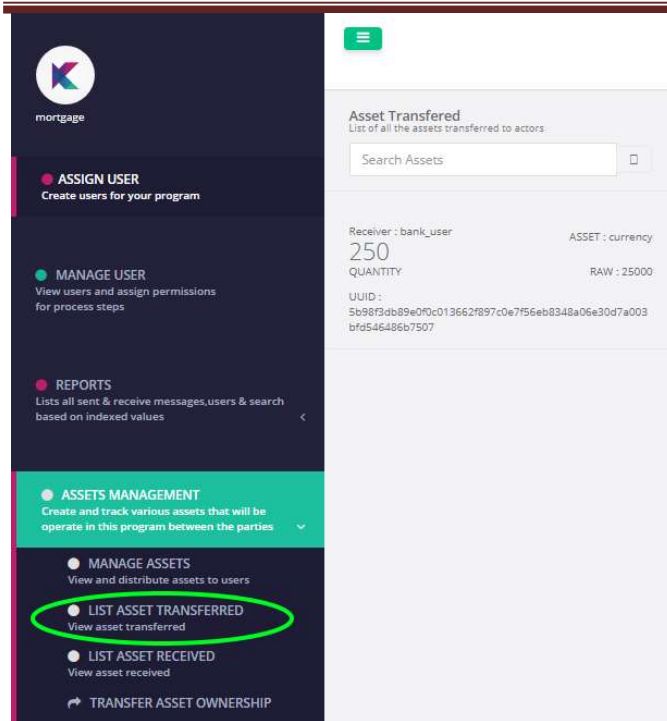 mortgage
ASSIGN USER
Create users for your program
MANAGE USER
View users and assign permissions
for process steps
REPORTS
Lists all sent & receive messages,users & search
based on indexed values
ASSETS MANAGEMENT
Create and track various assets that will be
operate in this program between the parties
MANAGE ASSETS
View and distribute assets to users
LIST ASSET TRANSFERRED
View asset transferred
LIST ASSET RECEIVED
View asset received
TRANSFER ASSET OWNERSHIP
Asset Transfered
List of all the assets transferred to actors
Search Assets
Receiver : bank_user
ASSET : currency
250
QUANTITY
RAW : 25000
UUID :
5b98f3db89e0f0c013662f897c0e7f56eb8348a06e30d7a003
bfd546486b7507